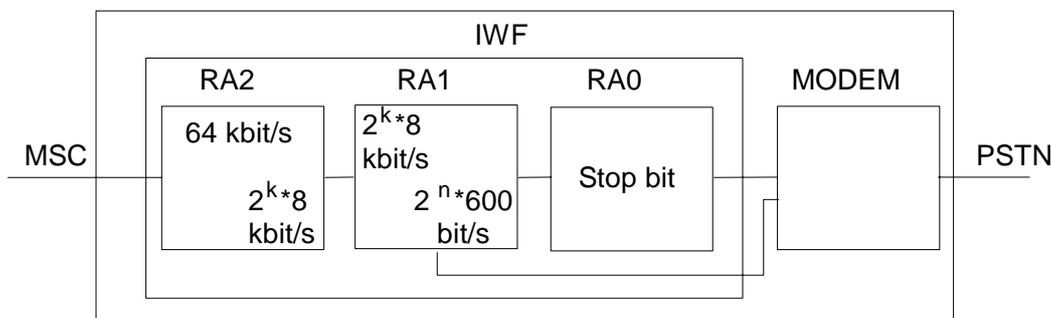 IWF
RA2
RA1
RA0
MODEM
MSC
64 kbit/s
2^k*8
kbit/s
2^k*8
kbit/s
2^n*600
bit/s
Stop bit
PSTN